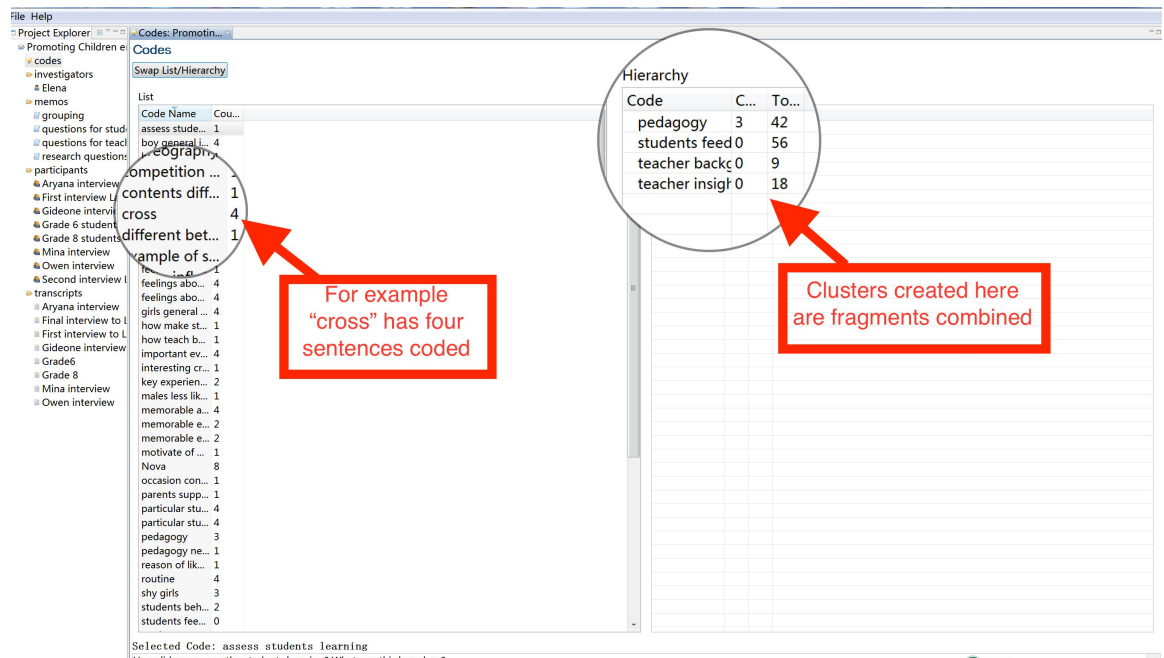 File Help
Project Explorer
Codes: Promotin...
Promoting Children e
codes
investigators
Elena
memos
grouping
questions for stud
questions for teach
research questions
participants
Aryana interview
First interview L
Gideone intervie
Grade 6 student
Grade 8 students
Mina interview
Owen interview
Second interview l
transcripts
Aryana interview
Final interview to L
First interview to L
Gideone interview
Grade6
Grade 8
Mina interview
Owen interview
Codes
Swap List/Hierarchy
List
Code Name Cou...
assess stude... 1
boy general i... 4
competition ...
contents diff... 1
cross 4
different bet... 1
example of s...
feelings abo... 4
feelings abo... 4
girls general ... 4
how make st... 1
how teach b... 1
important ev... 4
interesting cr... 1
key experien... 2
males less lik... 1
memorable a... 4
memorable e... 2
memorable e... 2
motivate of ... 1
Nova 8
occasion con... 1
parents supp... 1
particular stu... 4
particular stu... 4
pedagogy 3
pedagogy ne... 1
reason of lik... 1
routine 4
shy girls 3
students beh... 2
students fee... 0
For example
“cross” has four
sentences coded
Hierarchy
Code C... To...
pedagogy 3 42
students feed 0 56
teacher backg 0 9
teacher insigh 0 18
Clusters created here
are fragments combined
Selected Code: assess students learning